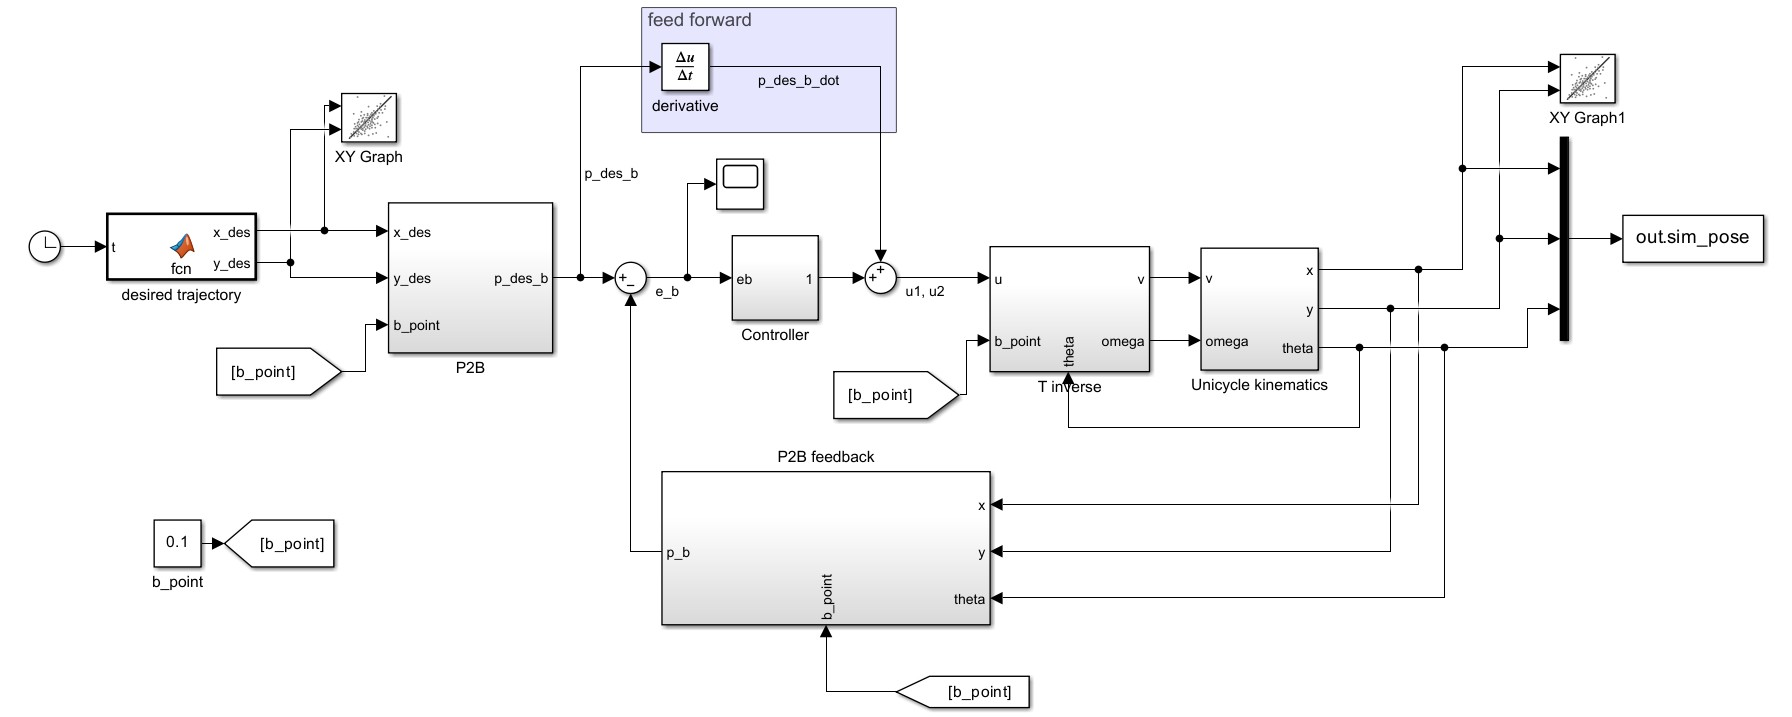 feed forward
Δu
Δt
derivative
p_des_b_dot
XY Graph
XY Graph1
p_des_b
t
fcn
x_des
y_des
desired trajectory
x_des
y_des
b_point
p_des_b
P2B
[b_point]
+
−
e_b
eb
1
Controller
+
+
u1, u2
u
b_point
theta
v
omega
T inverse
[b_point]
v
omega
x
y
theta
Unicycle kinematics
out.sim_pose
P2B feedback
x
y
theta
p_b
b_point
[b_point]
0.1
b_point
[b_point]